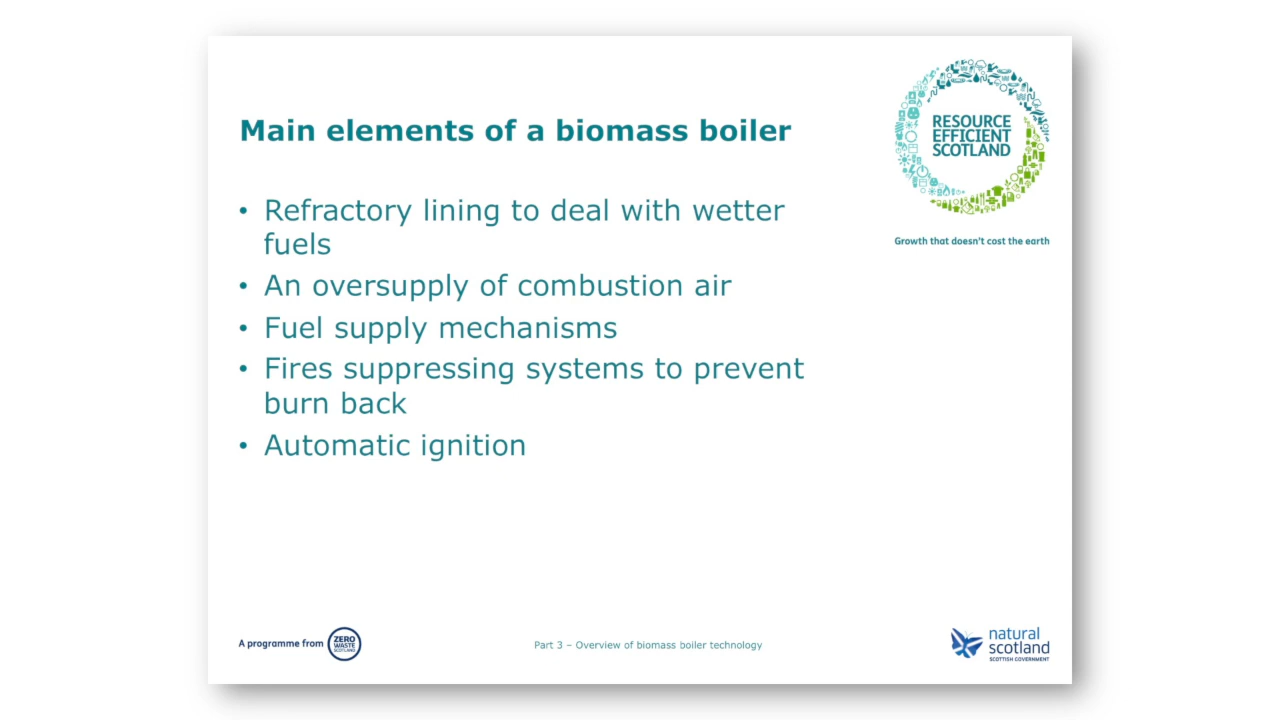 Main elements of a biomass boiler
RESOURCE
EFFICIENT
SCOTLAND
Growth that doesn't cost the earth
• Refractory lining to deal with wetter
fuels
• An oversupply of combustion air
• Fuel supply mechanisms
• Fires suppressing systems to prevent
burn back
• Automatic ignition
A programme from
ZERO
WASTE
SCOTLAND
Part 3 – Overview of biomass boiler technology
natural
scotland
SCOTTISH GOVERNMENT